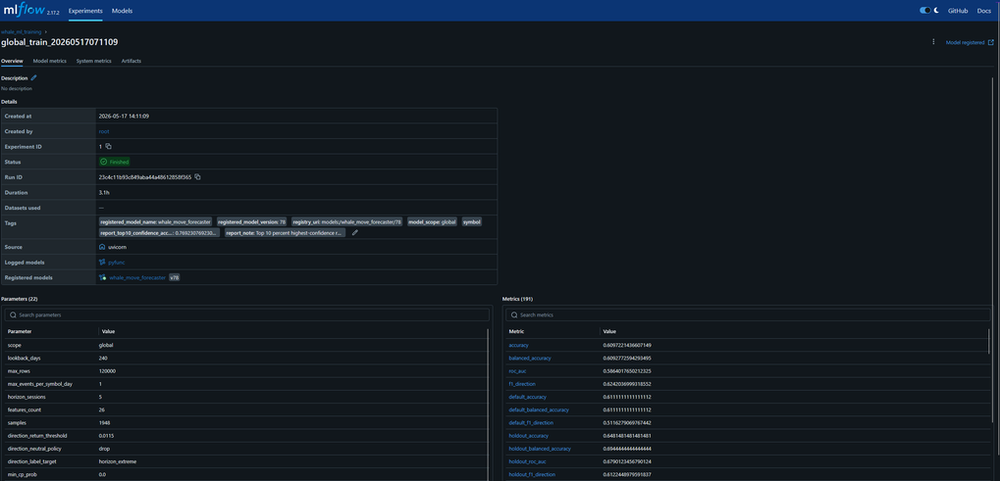 mlflow 2.17.2 Experiments Models GitHub Docs
whale_ml_training >
global_train_20260517071109 Model registered
Overview Model metrics System metrics Artifacts
Description
No description
Details
Created at 2026-05-17 14:11:09
Created by root
Experiment ID 1
Status Finished
Run ID 23c4c11b93c849aba44a48612858f365
Duration 3.1h
Datasets used —
Tags registered_model_name: whale_move_forecaster registered_model_version: 78 registry_uri: models:/whale_move_forecaster/78 model_scope: global symbol
report_top10_confidence_acc...: 0.769230769230... report_note: Top 10 percent highest-confidence r...
Source uvicorn
Logged models pyfunc
Registered models whale_move_forecaster v78
Parameters (22) Metrics (191)
Search parameters Search metrics
Parameter Value Metric Value
scope global accuracy 0.6097221436607149
lookback_days 240 balanced_accuracy 0.6092772594293495
max_rows 120000 roc_auc 0.5864017650212325
max_events_per_symbol_day 1 f1_direction 0.6242036999318552
horizon_sessions 5 default_accuracy 0.6111111111111112
features_count 26 default_balanced_accuracy 0.6111111111111112
samples 1948 default_f1_direction 0.5116279069767442
direction_return_threshold 0.0115 holdout_accuracy 0.6481481481481481
direction_neutral_policy drop holdout_balanced_accuracy 0.6944444444444444
direction_label_target horizon_extreme holdout_roc_auc 0.6790123456790124
min_cp_prob 0.0 holdout_f1_direction 0.6122448979591837